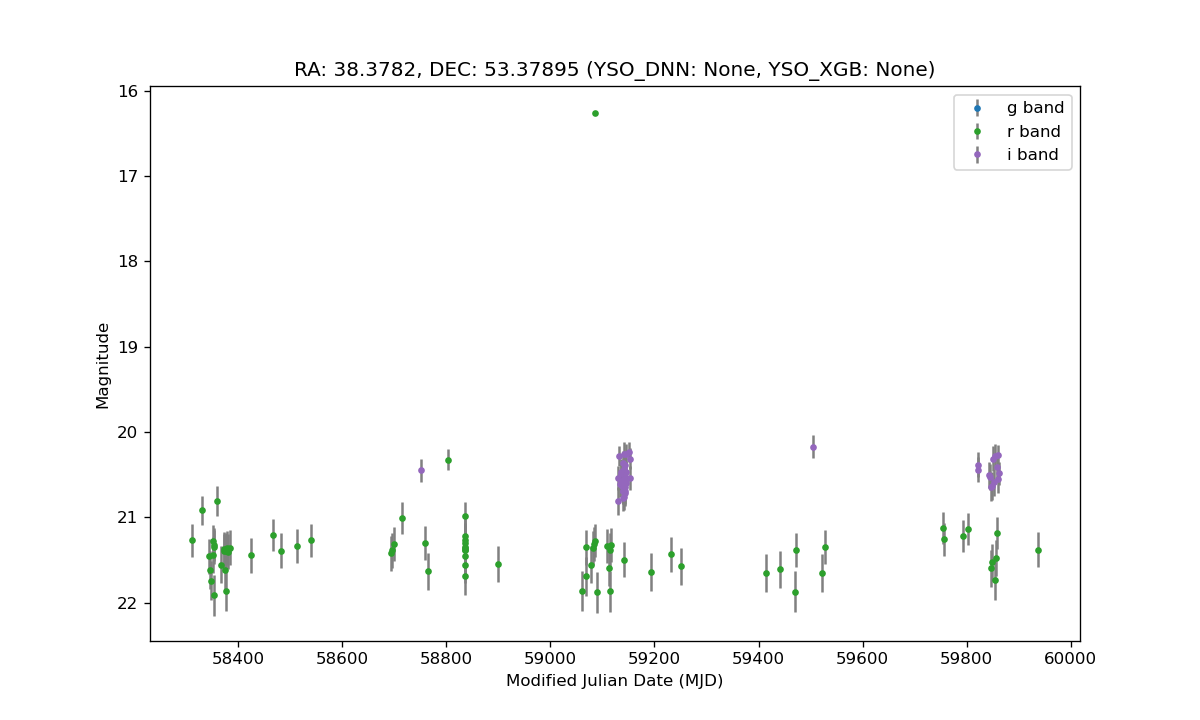 RA: 38.3782, DEC: 53.37895 (YSO_DNN: None, YSO_XGB: None)
g band
r band
i band
16
17
18
19
20
21
22
Magnitude
58400 58600 58800 59000 59200 59400 59600 59800 60000
Modified Julian Date (MJD)